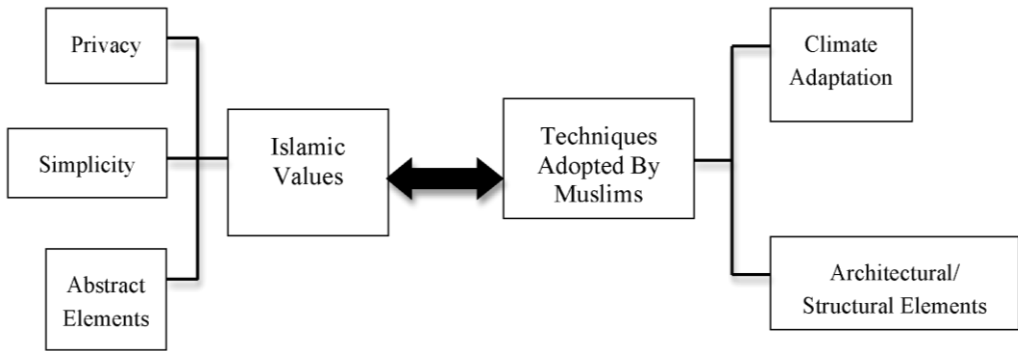 Privacy
Simplicity
Abstract
Elements
Islamic
Values
Techniques
Adopted By
Muslims
Climate
Adaptation
Architectural/
Structural Elements